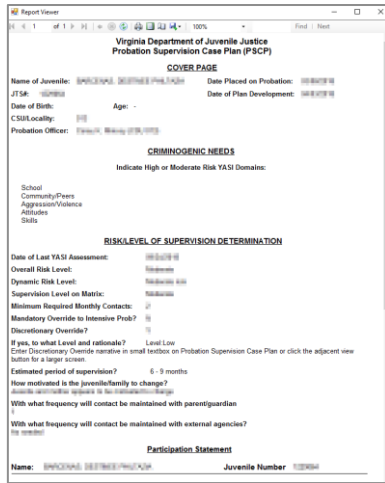 Report Viewer
1 of 1 100% Find | Next
Virginia Department of Juvenile Justice
Probation Supervision Case Plan (PSCP)
COVER PAGE
Name of Juvenile: Date Placed on Probation:
JTS#: Date of Plan Development:
Date of Birth: Age: -
CSU/Locality:
Probation Officer:
CRIMINOGENIC NEEDS
Indicate High or Moderate Risk YASI Domains:
School
Community/Peers
Aggression/Violence
Attitudes
Skills
RISK/LEVEL OF SUPERVISION DETERMINATION
Date of Last YASI Assessment:
Overall Risk Level:
Dynamic Risk Level:
Supervision Level on Matrix:
Minimum Required Monthly Contacts:
Mandatory Override to Intensive Prob?
Discretionary Override?
If yes, to what Level and rationale? Level:Low
Enter Discretionary Override narrative in small textbox on Probation Supervision Case Plan or click the adjacent view
button for a larger screen.
Estimated period of supervision? 6 - 9 months
How motivated is the juvenile/family to change?
With what frequency will contact be maintained with parent/guardian
With what frequency will contact be maintained with external agencies?
Participation Statement
Name: Juvenile Number